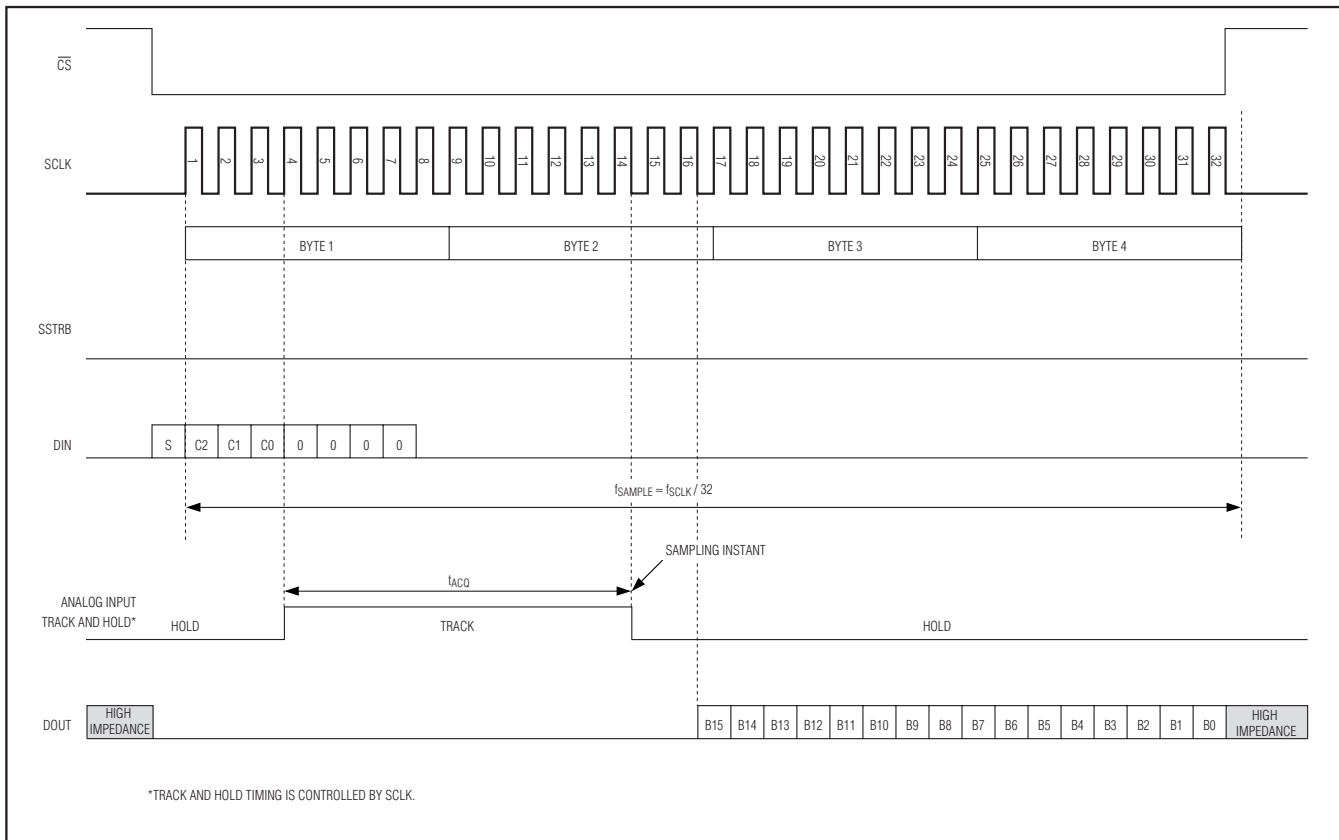 CS
SCLK
1 2 3 4 5 6 7 8 9 10 11 12 13 14 15 16 17 18 19 20 21 22 23 24 25 26 27 28 29 30 31 32
BYTE 1 BYTE 2 BYTE 3 BYTE 4
SSTRB
DIN
S C2 C1 C0 0 0 0 0
fSAMPLE = fSCLK / 32
SAMPLING INSTANT
tACQ
ANALOG INPUT
TRACK AND HOLD*
HOLD TRACK HOLD
DOUT
HIGH
IMPEDANCE
B15 B14 B13 B12 B11 B10 B9 B8 B7 B6 B5 B4 B3 B2 B1 B0
HIGH
IMPEDANCE
*TRACK AND HOLD TIMING IS CONTROLLED BY SCLK.